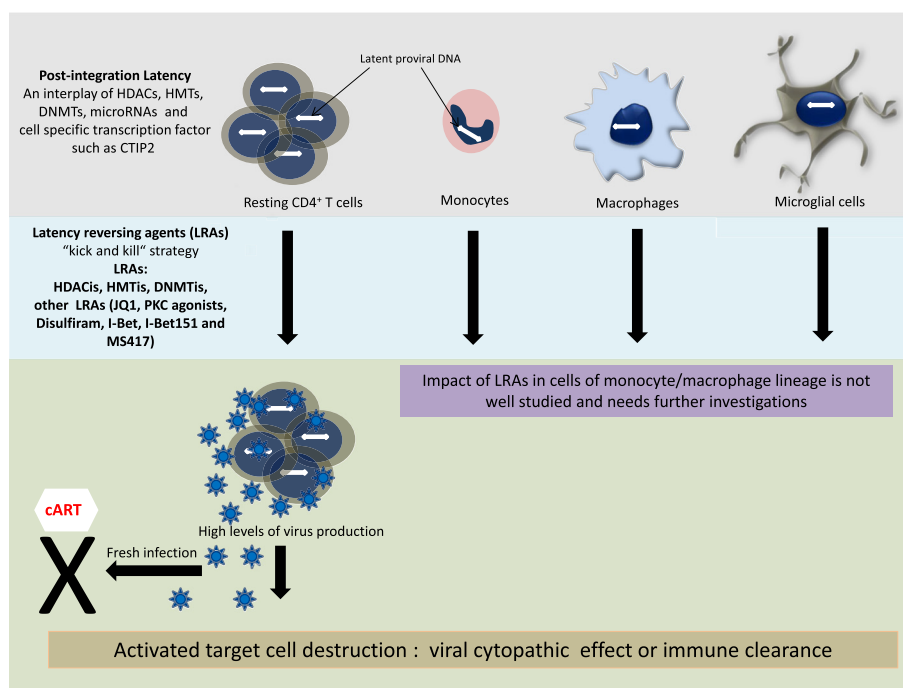 Post-integration Latency
An interplay of HDACs, HMTs,
DNMTs, microRNAs and
cell specific transcription factor
such as CTIP2
Latent proviral DNA
Resting CD4⁺ T cells
Monocytes
Macrophages
Microglial cells
Latency reversing agents (LRAs)
“kick and kill“ strategy
LRAs:
HDACis, HMTis, DNMTis,
other LRAs (JQ1, PKC agonists,
Disulfiram, I-Bet, I-Bet151 and
MS417)
Impact of LRAs in cells of monocyte/macrophage lineage is not
well studied and needs further investigations
cART
High levels of virus production
Fresh infection
Activated target cell destruction : viral cytopathic effect or immune clearance